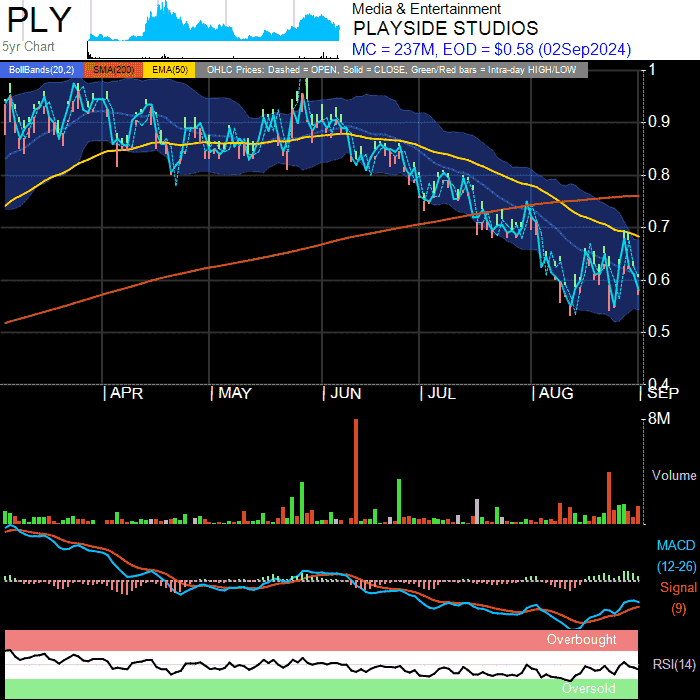 PLY
5yr Chart
Media & Entertainment
PLAYSIDE STUDIOS
MC = 237M, EOD = $0.58 (02Sep2024)
BollBands(20,2) SMA(200) EMA(50) OHLC Prices: Dashed = OPEN, Solid = CLOSE, Green/Red bars = Intra-day HIGH/LOW
1
0.9
0.8
0.7
0.6
0.5
0.4
APR MAY JUN JUL AUG SEP
8M
Volume
MACD
(12-26)
Signal
(9)
Overbought
RSI(14)
Oversold